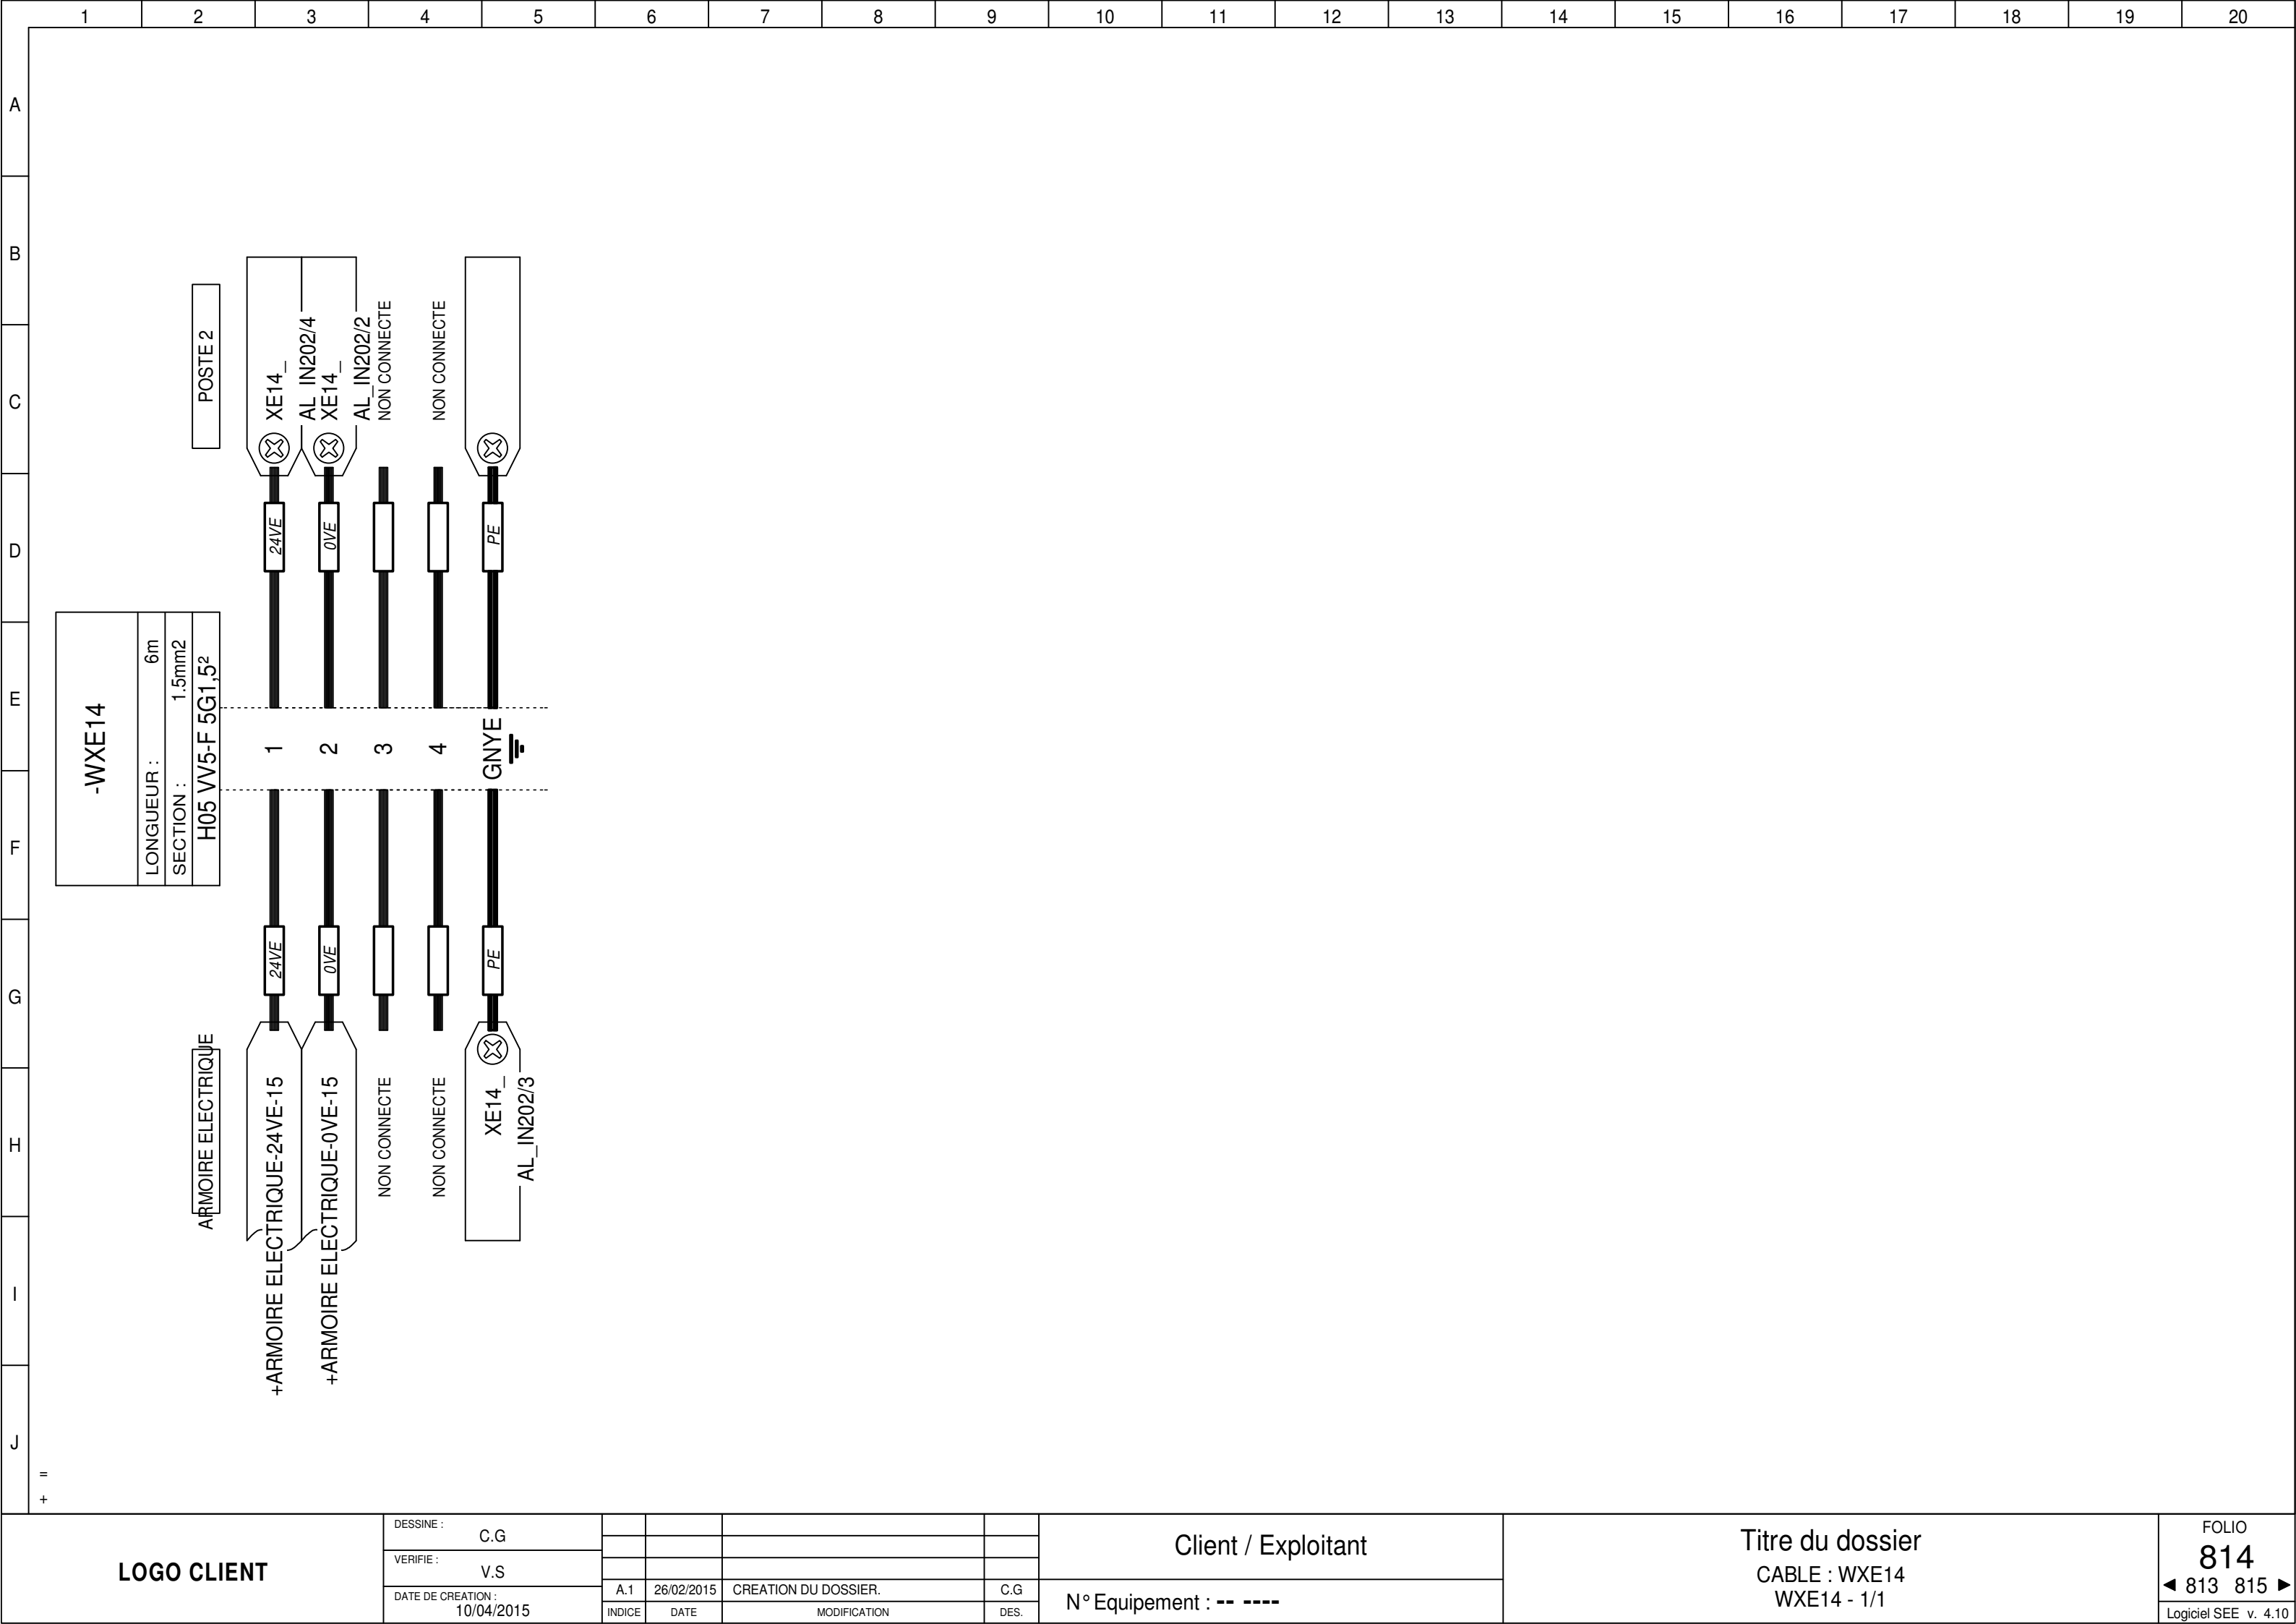 1 2 3 4 5 6 7 8 9 10 11 12 13 14 15 16 17 18 19 20
A
B
C
D
E
F
G
H
I
J
-WXE14
LONGUEUR : 6m
SECTION : 1.5mm2
H05 VV5-F 5G1,5²
POSTE 2
ARMOIRE ELECTRIQUE
XE14_
AL_IN202/4
24VE
1
24VE
+ARMOIRE ELECTRIQUE-24VE-15
XE14_
AL_IN202/2
0VE
2
0VE
+ARMOIRE ELECTRIQUE-0VE-15
NON CONNECTE
3
NON CONNECTE
NON CONNECTE
4
NON CONNECTE
PE
GNYE
PE
XE14_
AL_IN202/3
=
+
LOGO CLIENT
DESSINE :
C.G
VERIFIE :
V.S
DATE DE CREATION :
10/04/2015
A.1 26/02/2015 CREATION DU DOSSIER. C.G
INDICE DATE MODIFICATION DES.
Client / Exploitant
N° Equipement : -- ----
Titre du dossier
CABLE : WXE14
WXE14 - 1/1
FOLIO
814
813 815
Logiciel SEE v. 4.10